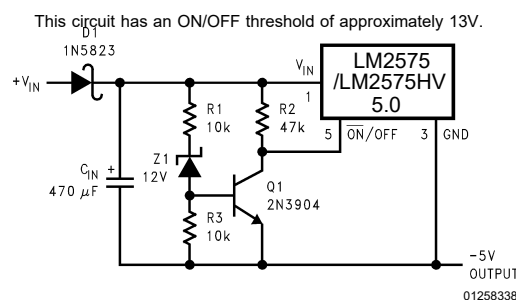 This circuit has an ON/OFF threshold of approximately 13V.
D1
1N5823
+VIN
VIN
1
LM2575
/LM2575HV
5.0
5
ON/OFF
3
GND
R1
10k
R2
47k
CIN
+
470 μF
Z1
12V
Q1
2N3904
R3
10k
−5V
OUTPUT
01258338